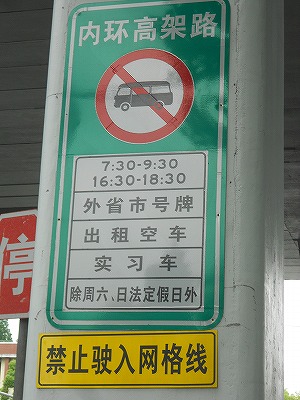 内环高架路
7:30-9:30
16:30-18:30
外省市号牌
出租空车
实习车
除周六、日法定假日外
禁止驶入网格线
停